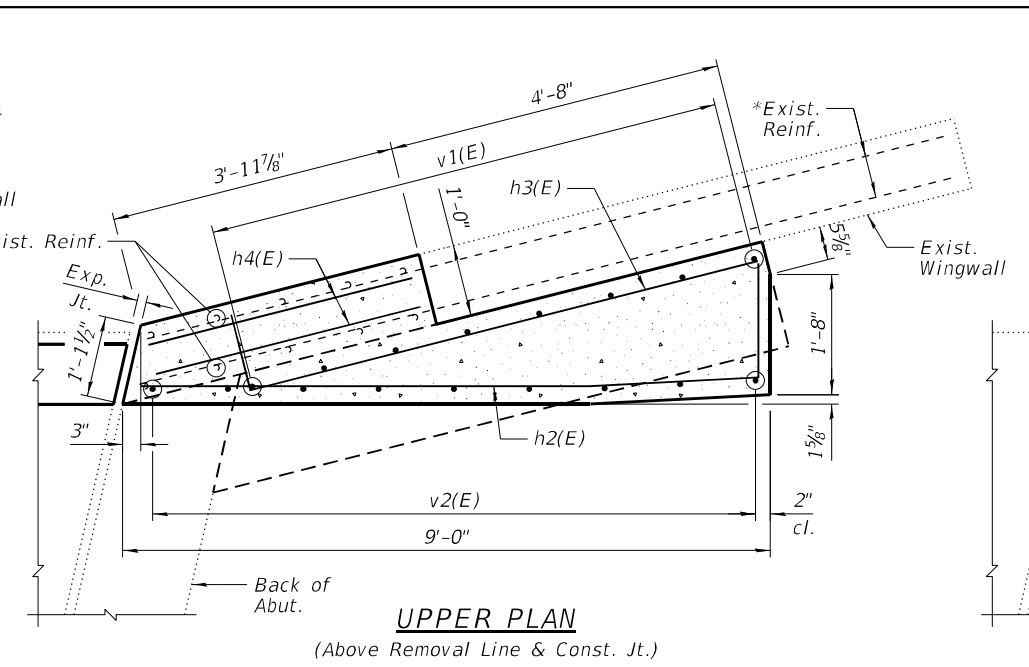 4'-8"
*Exist.
Reinf.
3'-11⅞"
v1(E)
1'-0"
h3(E)
ist. Reinf.
h4(E)
5⅝"
Exist.
Wingwall
Exp.
Jt.
1'-1½"
1'-8"
3"
h2(E)
1⅝"
v2(E)
2"
cl.
9'-0"
Back of
Abut.
UPPER PLAN
(Above Removal Line & Const. Jt.)